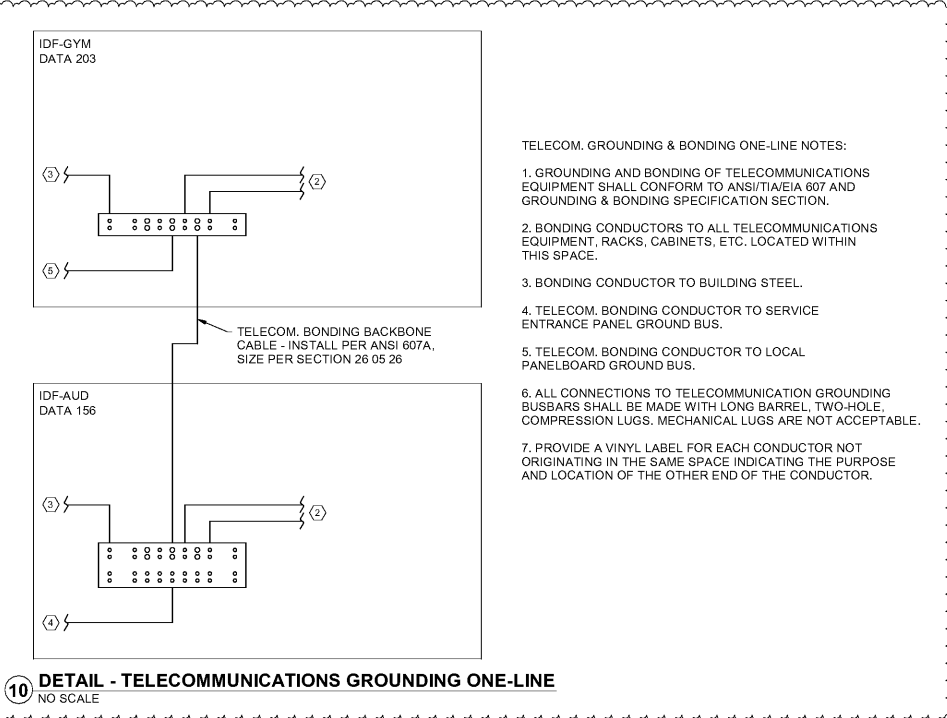 IDF-GYM
DATA 203
3
2
5
TELECOM. BONDING BACKBONE
CABLE - INSTALL PER ANSI 607A,
SIZE PER SECTION 26 05 26
IDF-AUD
DATA 156
3
2
4
TELECOM. GROUNDING & BONDING ONE-LINE NOTES:
1. GROUNDING AND BONDING OF TELECOMMUNICATIONS
EQUIPMENT SHALL CONFORM TO ANSI/TIA/EIA 607 AND
GROUNDING & BONDING SPECIFICATION SECTION.
2. BONDING CONDUCTORS TO ALL TELECOMMUNICATIONS
EQUIPMENT, RACKS, CABINETS, ETC. LOCATED WITHIN
THIS SPACE.
3. BONDING CONDUCTOR TO BUILDING STEEL.
4. TELECOM. BONDING CONDUCTOR TO SERVICE
ENTRANCE PANEL GROUND BUS.
5. TELECOM. BONDING CONDUCTOR TO LOCAL
PANELBOARD GROUND BUS.
6. ALL CONNECTIONS TO TELECOMMUNICATION GROUNDING
BUSBARS SHALL BE MADE WITH LONG BARREL, TWO-HOLE,
COMPRESSION LUGS. MECHANICAL LUGS ARE NOT ACCEPTABLE.
7. PROVIDE A VINYL LABEL FOR EACH CONDUCTOR NOT
ORIGINATING IN THE SAME SPACE INDICATING THE PURPOSE
AND LOCATION OF THE OTHER END OF THE CONDUCTOR.
10 DETAIL - TELECOMMUNICATIONS GROUNDING ONE-LINE
NO SCALE